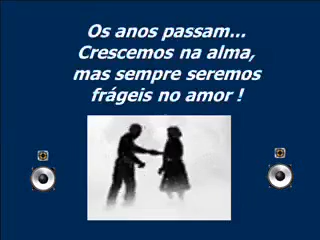 Os anos passam...
Crescemos na alma,
mas sempre seremos
frágeis no amor !